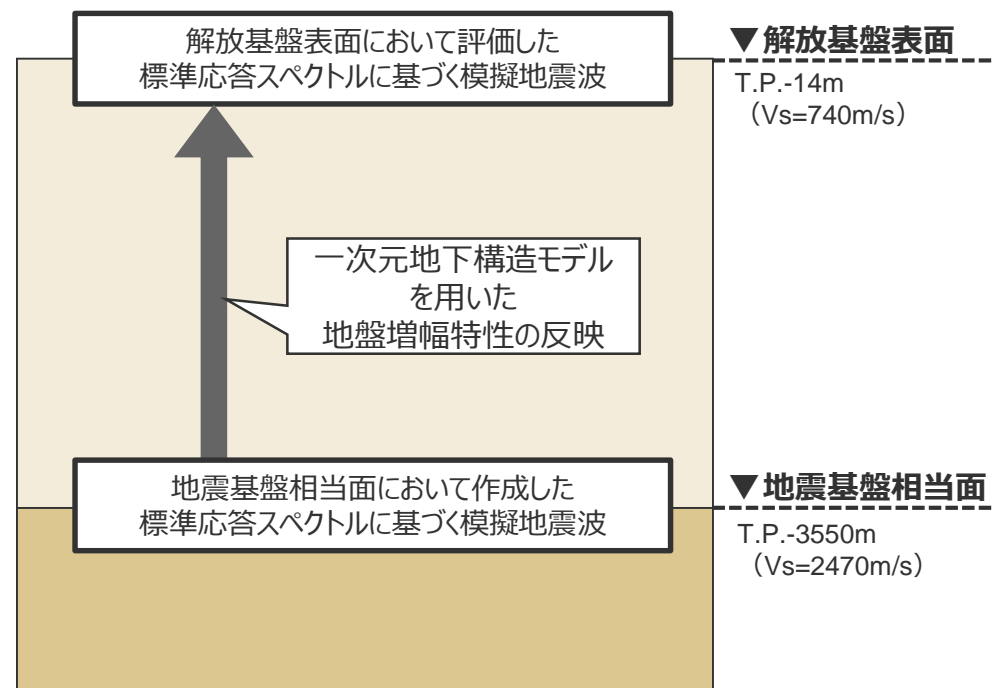 解放基盤表面において評価した
標準応答スペクトルに基づく模擬地震波
▼解放基盤表面
T.P.-14m
（Vs=740m/s）
一次元地下構造モデル
を用いた
地盤増幅特性の反映
地震基盤相当面において作成した
標準応答スペクトルに基づく模擬地震波
▼地震基盤相当面
T.P.-3550m
（Vs=2470m/s）